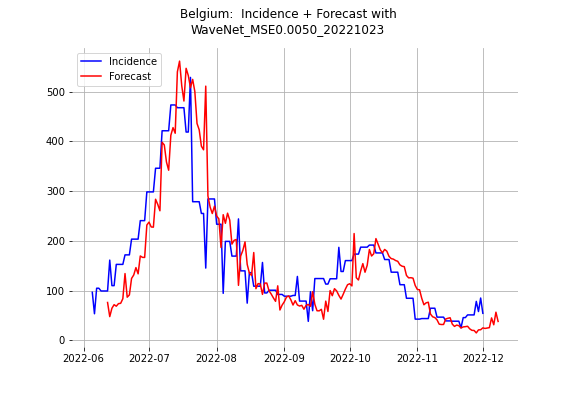 Belgium:  Incidence + Forecast with
WaveNet_MSE0.0050_20221023
Incidence
Forecast
500
400
300
200
100
0
2022-06 2022-07 2022-08 2022-09 2022-10 2022-11 2022-12